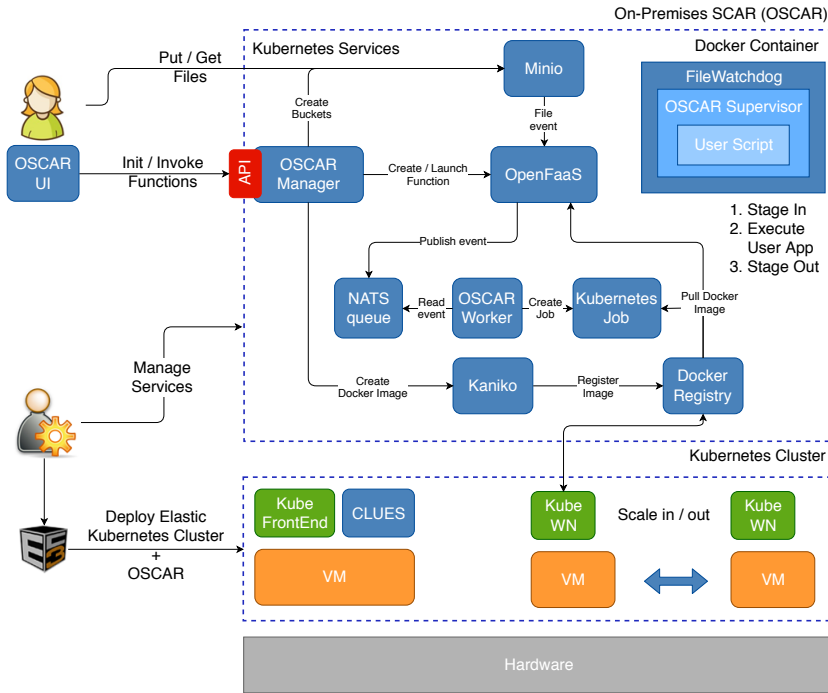 On-Premises SCAR (OSCAR)
Kubernetes Services
Docker Container
Put / Get
Files
Minio
FileWatchdog
OSCAR Supervisor
User Script
Create
Buckets
File
event
OSCAR
UI
Init / Invoke
Functions
API
OSCAR
Manager
Create / Launch
Function
OpenFaaS
1. Stage In
2. Execute
User App
3. Stage Out
Publish event
NATS
queue
Read
event
OSCAR
Worker
Create
Job
Kubernetes
Job
Pull Docker
Image
Manage
Services
Create
Docker Image
Kaniko
Register
Image
Docker
Registry
Kubernetes Cluster
Deploy Elastic
Kubernetes Cluster
+
OSCAR
EC3
Kube
FrontEnd
CLUES
Kube
WN
Scale in / out
Kube
WN
VM
VM
VM
Hardware